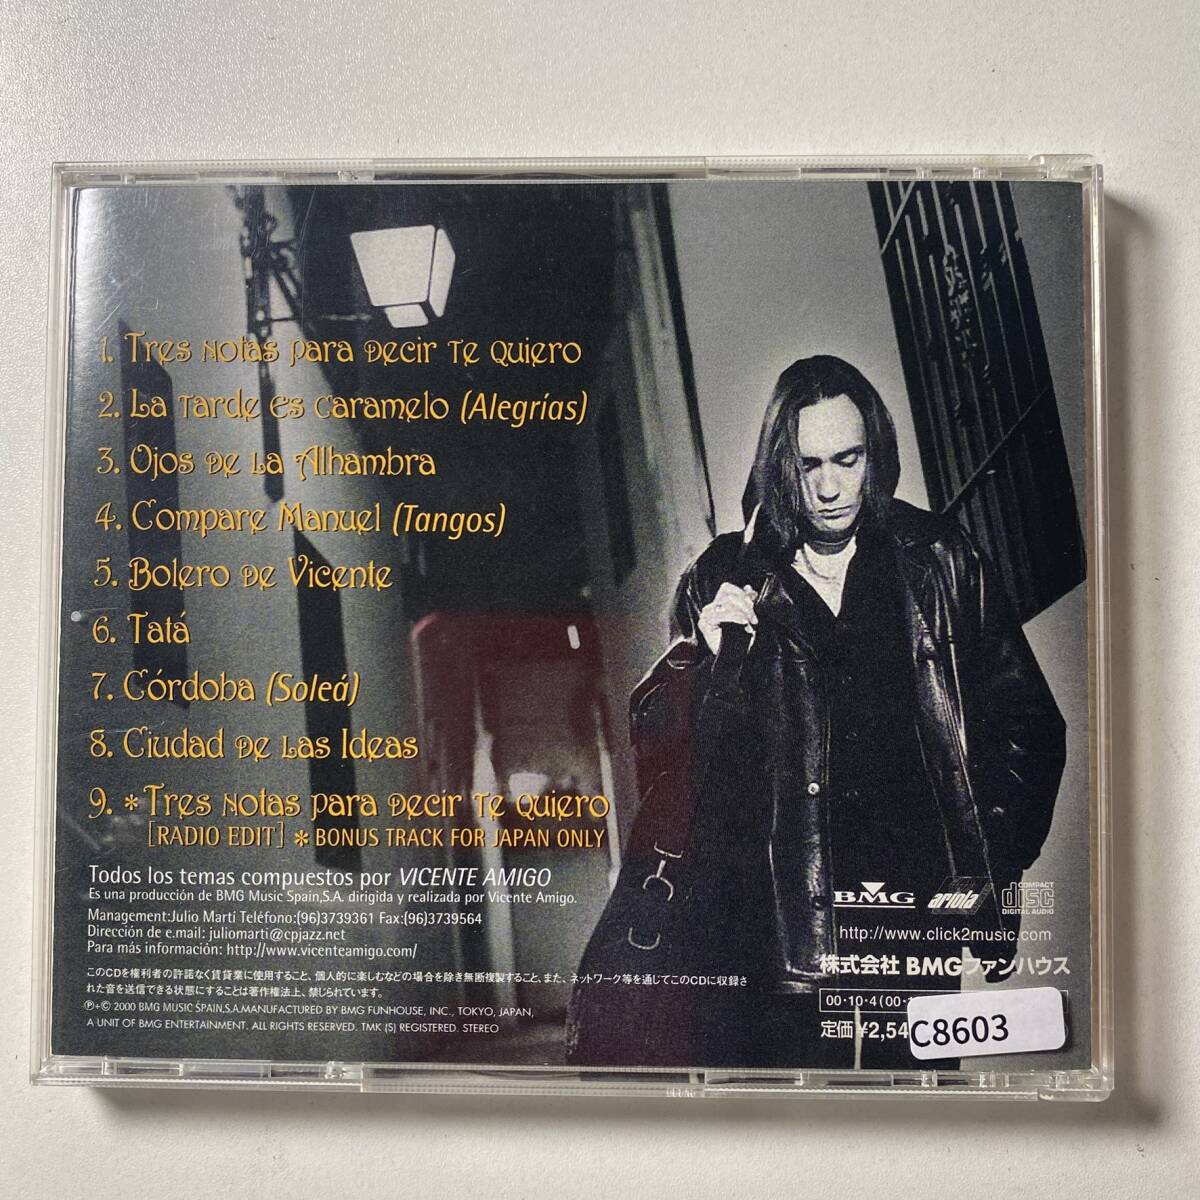 1. Tres Notas Para Decir Te Quiero
2. La Tarde Es Caramelo (Alegrías)
3. Ojos De La Alhambra
4. Compare Manuel (Tangos)
5. Bolero De Vicente
6. Tatá
7. Córdoba (Soleá)
8. Ciudad De Las Ideas
9. *Tres Notas Para Decir Te Quiero
[RADIO EDIT] *BONUS TRACK FOR JAPAN ONLY
Todos los temas compuestos por VICENTE AMIGO
Es una producción de BMG Music Spain,S.A. dirigida y realizada por Vicente Amigo.
Management:Julio Martí Teléfono:(96)3739361 Fax:(96)3739564
Dirección de e.mail: juliomarti@cpjazz.net
Para más información: http://www.vicenteamigo.com/
このCDを権利者の許諾なく賃貸業に使用すること、個人的に楽しむなどの場合を除き無断複製すること、また、ネットワーク等を通じてこのCDに収録さ
れた音を送信できる状態にすることは著作権法上、禁じられています。
℗+© 2000 BMG MUSIC SPAIN,S.A.MANUFACTURED BY BMG FUNHOUSE, INC., TOKYO, JAPAN,
A UNIT OF BMG ENTERTAINMENT. ALL RIGHTS RESERVED. TMK (S) REGISTERED. STEREO
BMG ariola COMPACT disc DIGITAL AUDIO
http://www.click2music.com
株式会社 BMGファンハウス
00・10・4(00・
定価¥2,54
C8603